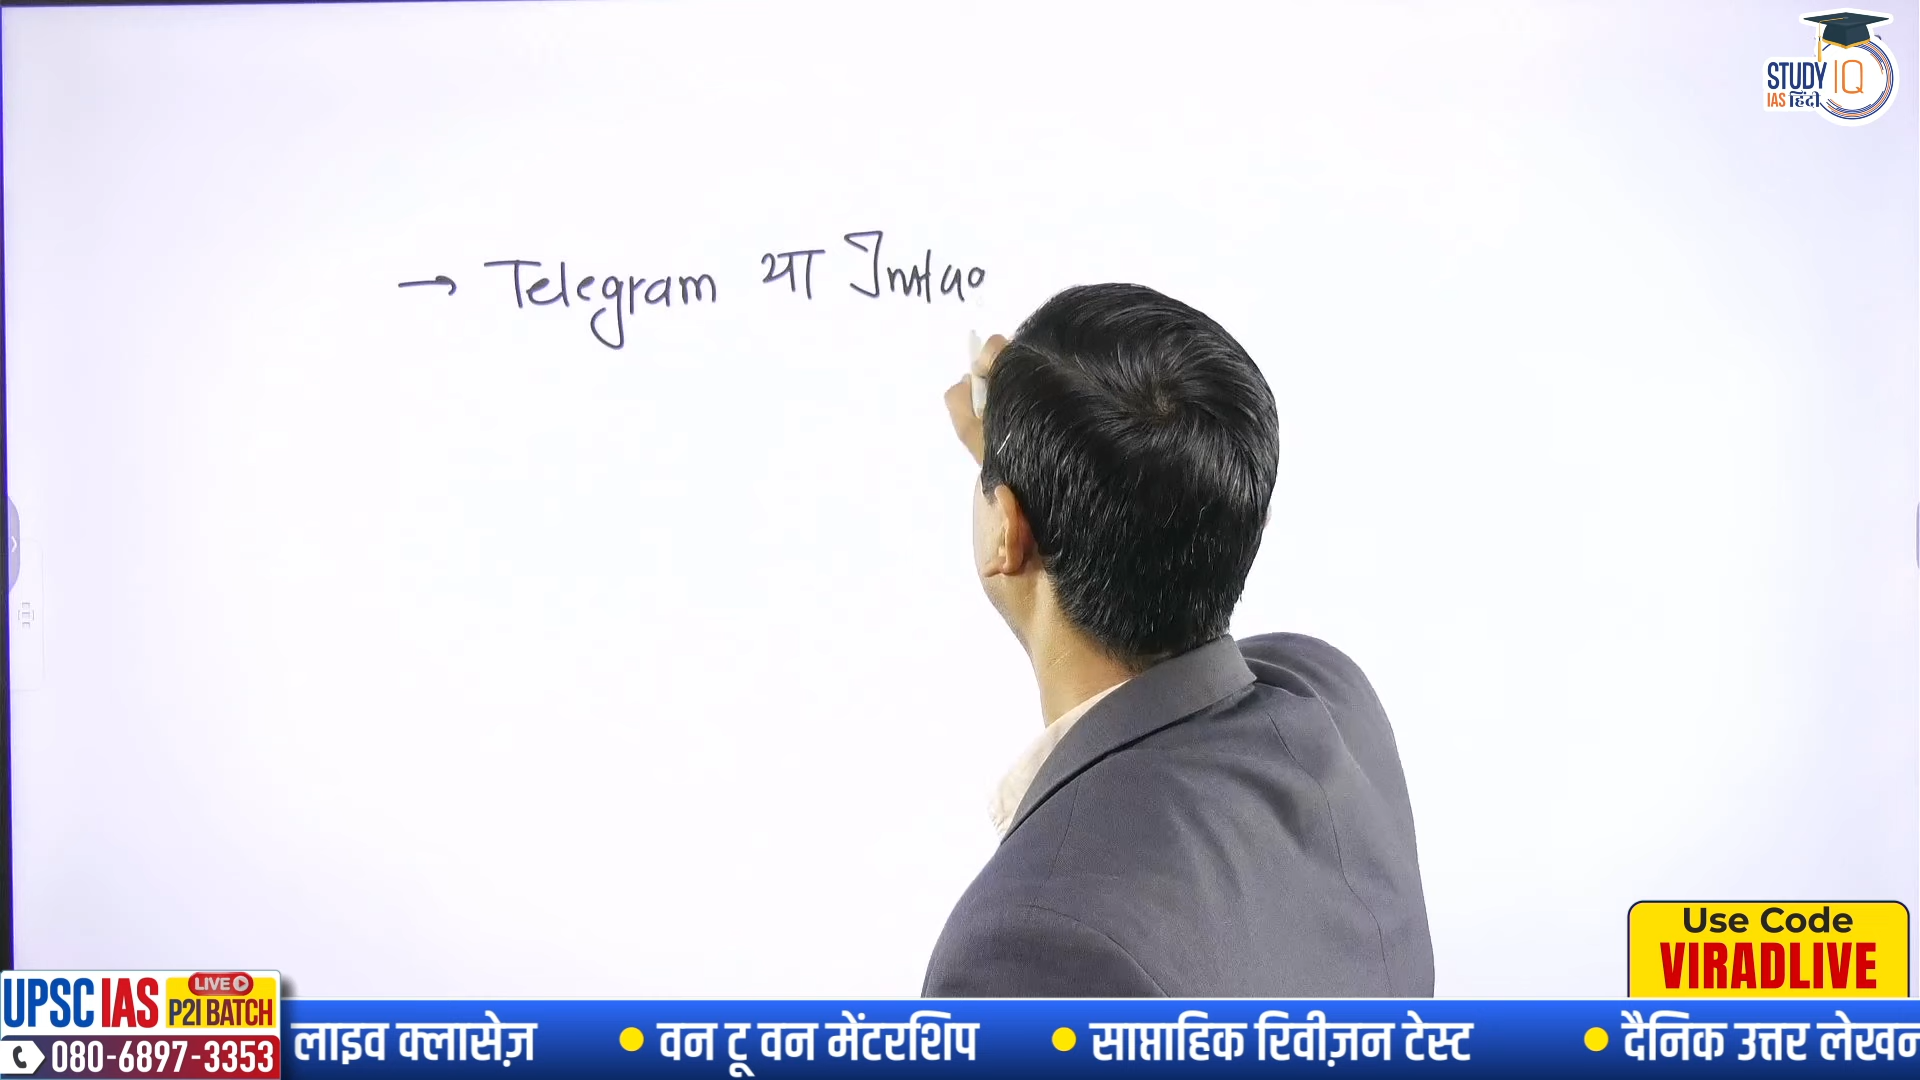 STUDY IQ
IAS हिंदी
→ Telegram या Insta
Use Code
VIRADLIVE
UPSC IAS LIVE P2I BATCH
080-6897-3353
लाइव क्लासेज़ • वन टू वन मेंटरशिप • साप्ताहिक रिवीज़न टेस्ट • दैनिक उत्तर लेखन